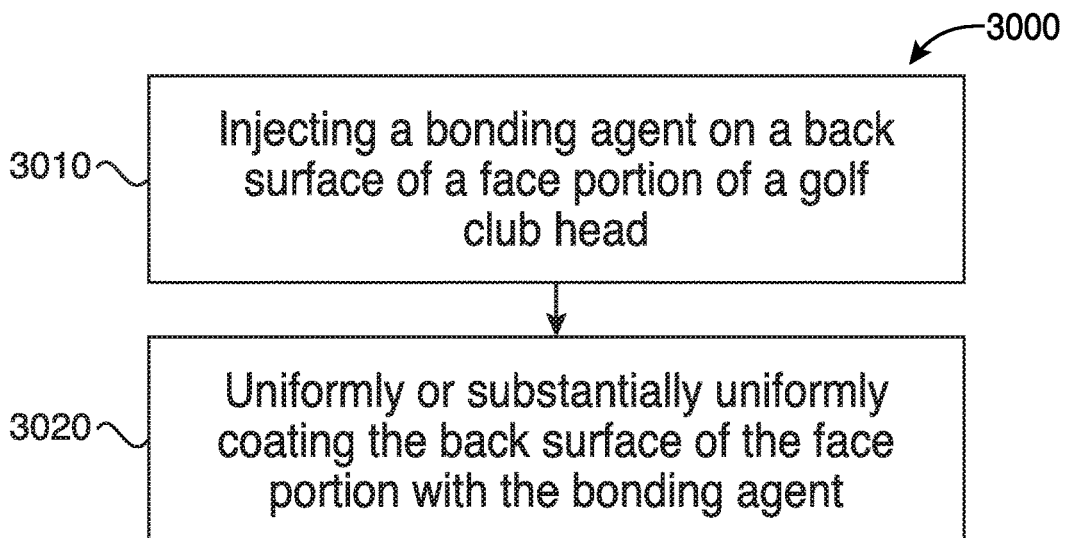 3000
Injecting a bonding agent on a back
3010
surface of a face portion of a golf
club head
Uniformly or substantially uniformly
3020
coating the back surface of the face
portion with the bonding agent